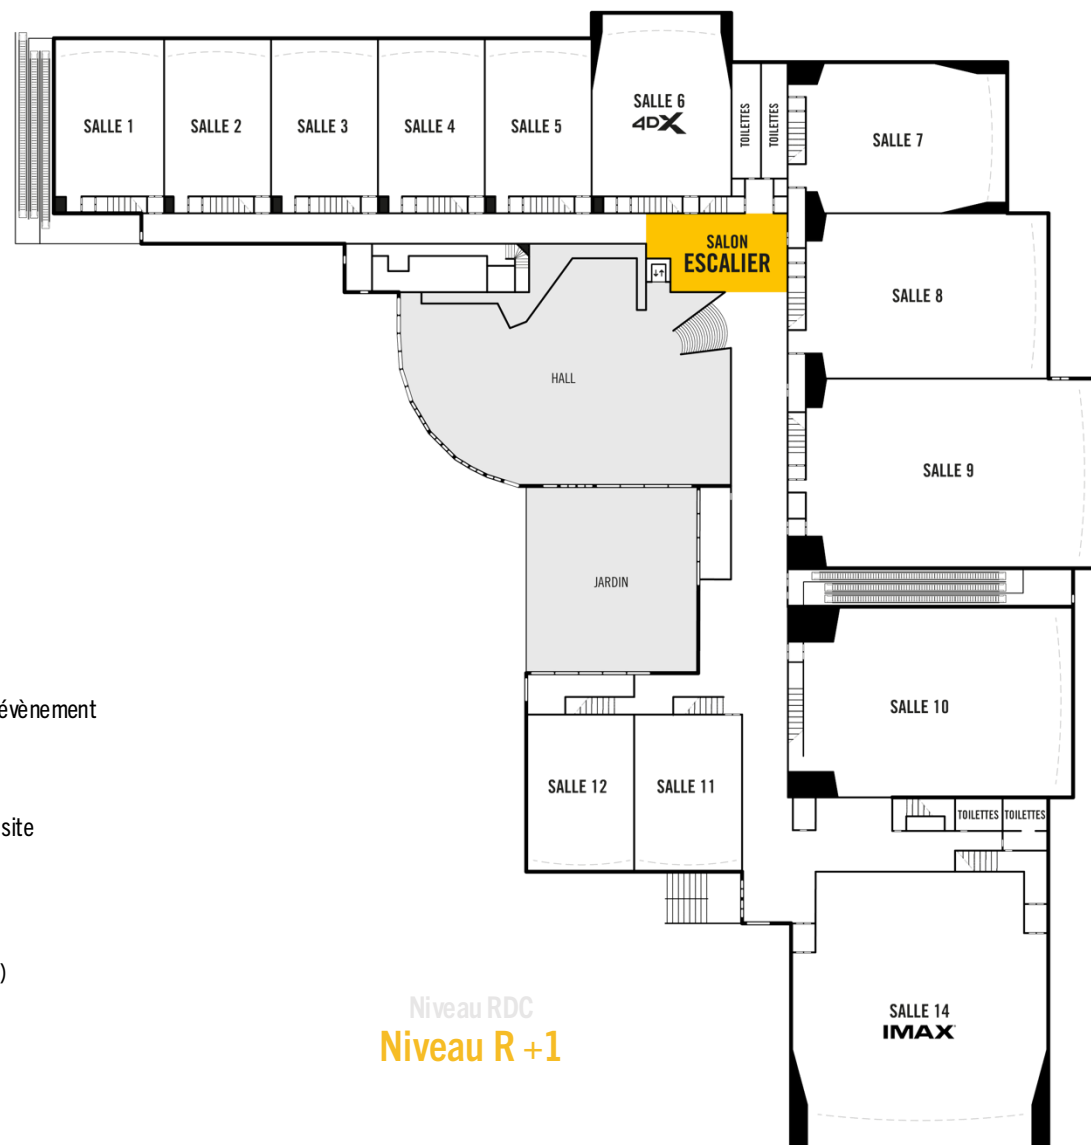 SALLE 1
SALLE 2
SALLE 3
SALLE 4
SALLE 5
SALLE 6
4DX
TOILETTES
TOILETTES
SALLE 7
SALON
ESCALIER
SALLE 8
HALL
SALLE 9
JARDIN
évènement
SALLE 10
SALLE 12
SALLE 11
TOILETTES
TOILETTES
site
)
Niveau RDC
Niveau R +1
SALLE 14
IMAX